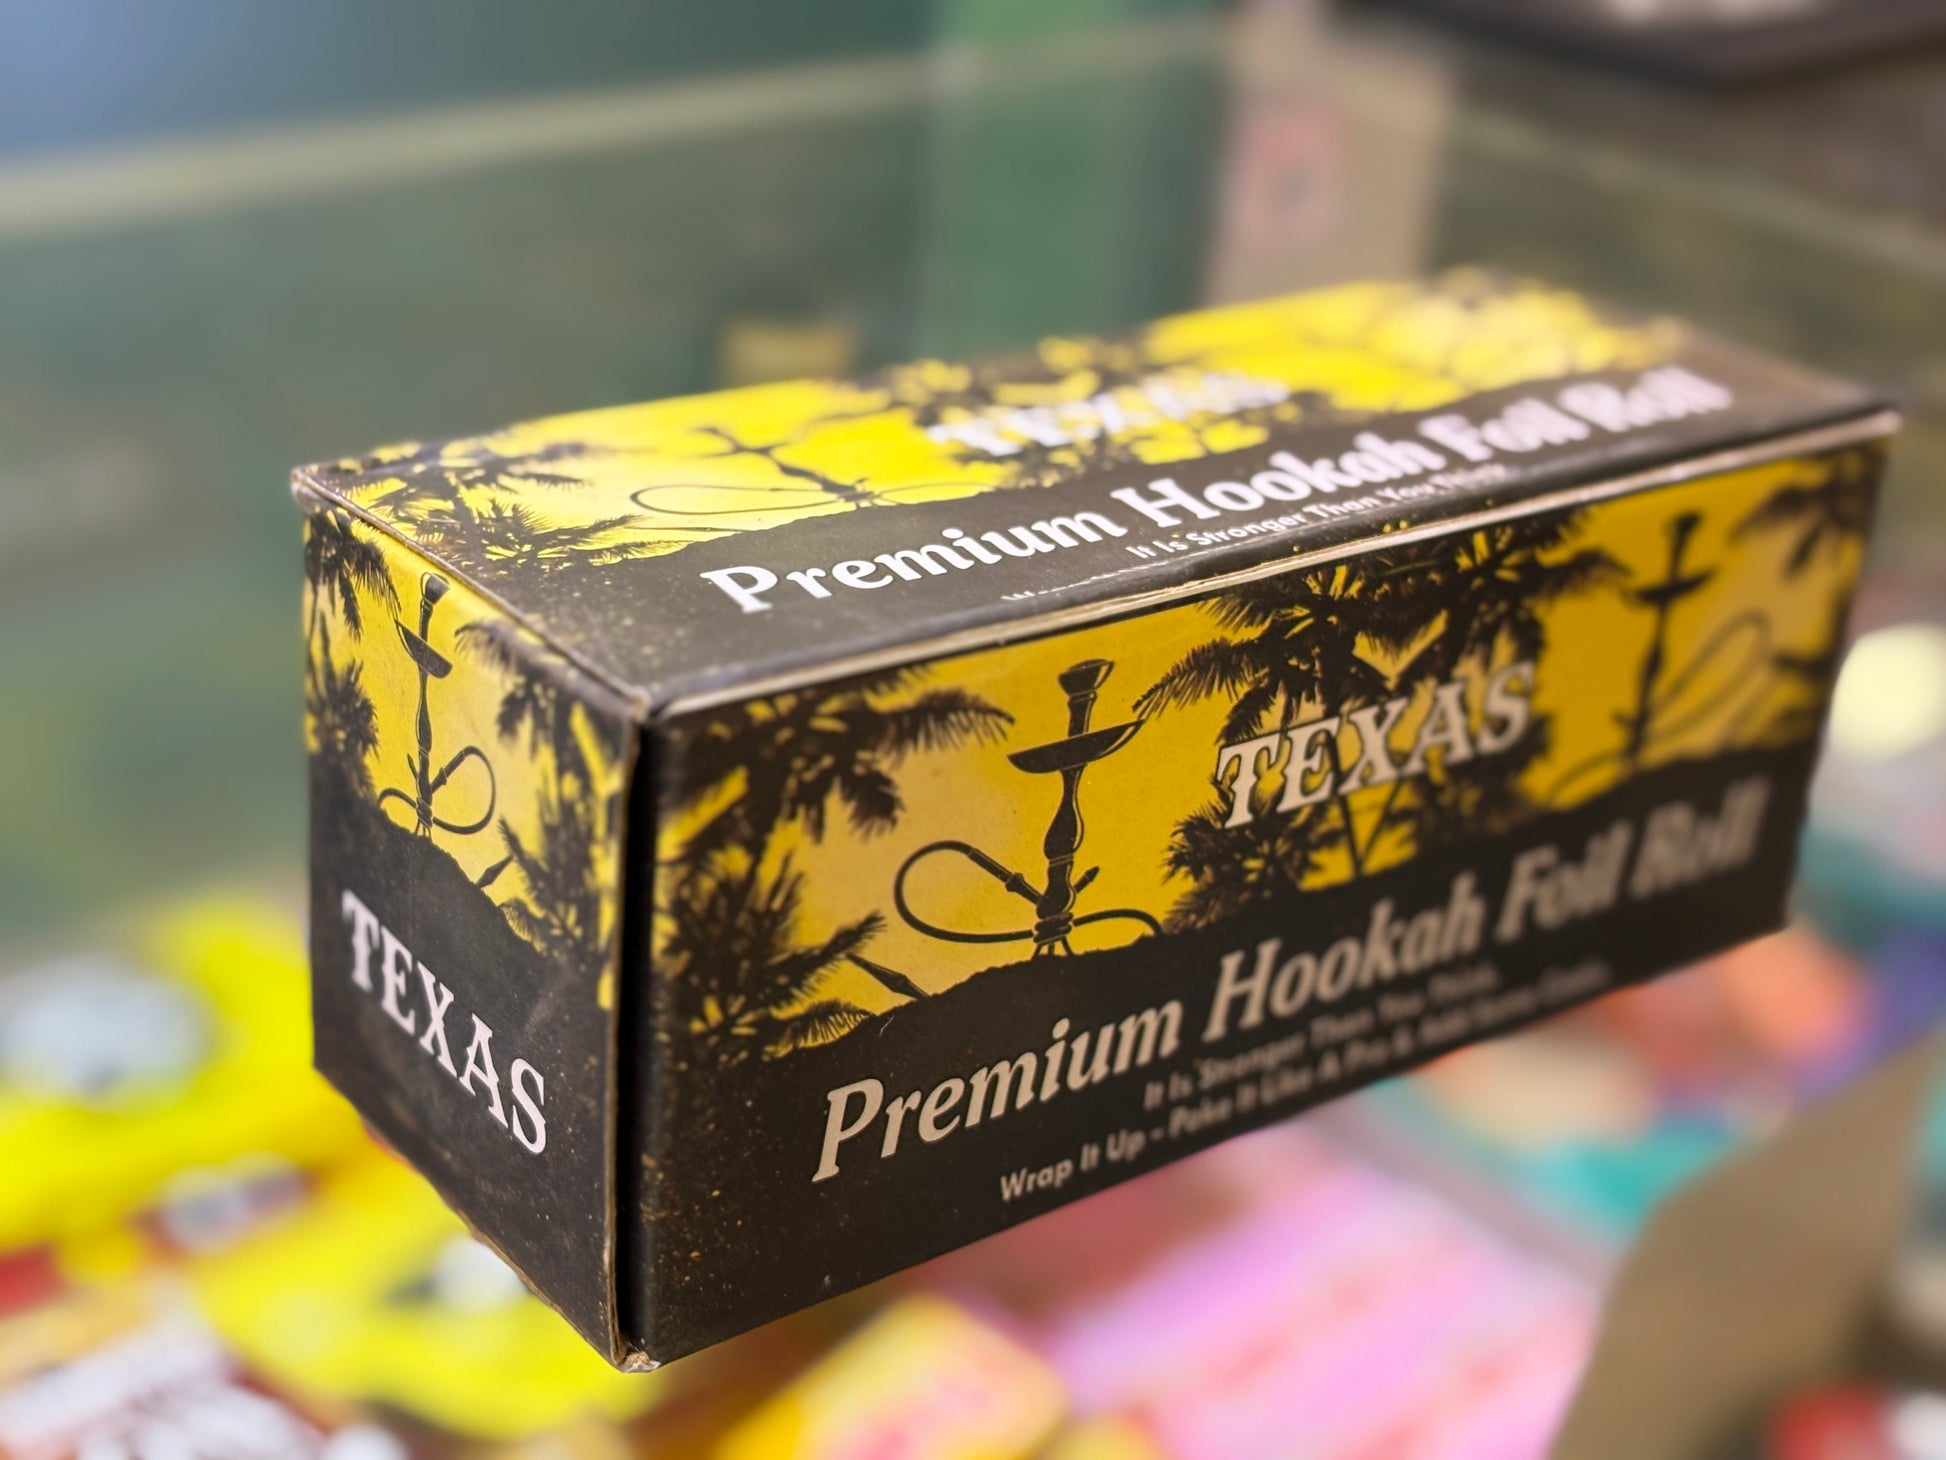 TEXAS
Premium Hookah Foil Roll
It Is Stronger Than You Think
TEXAS
TEXAS
Premium Hookah Foil Roll
It Is Stronger Than You Think
Wrap It Up - Poke It Like A Pro & Add Some Coals